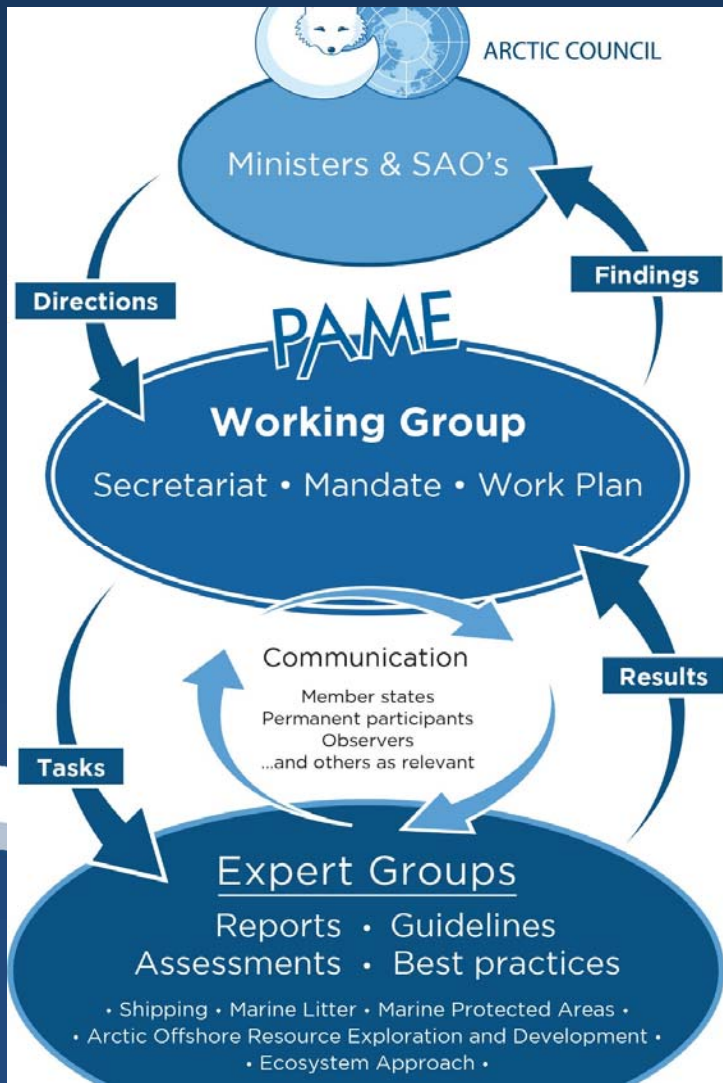 ARCTIC COUNCIL
Ministers & SAO's
Findings
Directions
PAME
Working Group
Secretariat • Mandate • Work Plan
Communication
Member states
Permanent participants
Observers
...and others as relevant
Results
Tasks
Expert Groups
Reports • Guidelines
Assessments • Best practices
• Shipping • Marine Litter • Marine Protected Areas •
• Arctic Offshore Resource Exploration and Development •
• Ecosystem Approach •